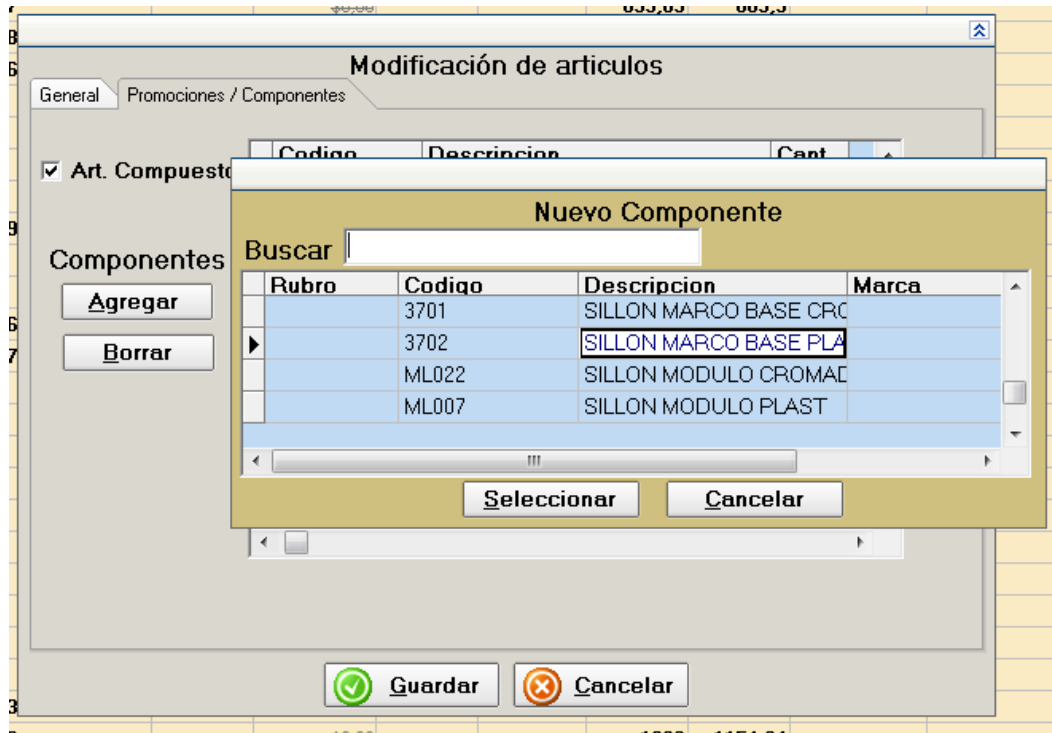 Modificación de articulos
General Promociones / Componentes
Art. Compuesto
Codigo Descripcion Cant
Nuevo Componente
Buscar
Componentes
Agregar
Borrar
Rubro Codigo Descripcion Marca
3701 SILLON MARCO BASE CRO
3702 SILLON MARCO BASE PLA
ML022 SILLON MODULO CROMAD
ML007 SILLON MODULO PLAST
Seleccionar Cancelar
Guardar Cancelar